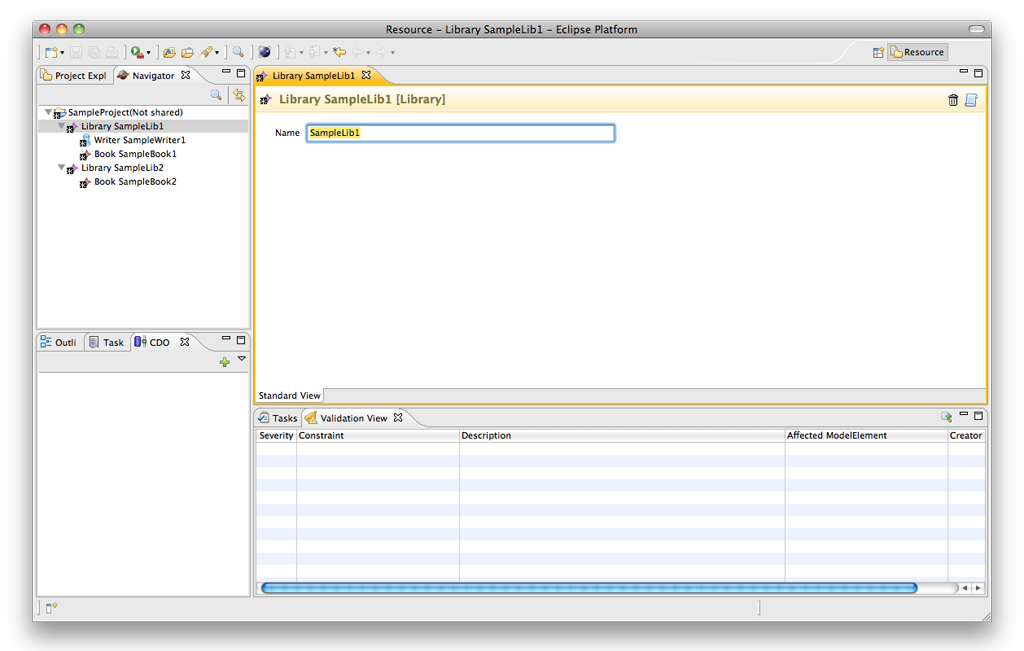 Resource – Library SampleLib1 – Eclipse Platform
Resource
Project Expl
Navigator
SampleProject(Not shared)
Library SampleLib1
Writer SampleWriter1
Book SampleBook1
Library SampleLib2
Book SampleBook2
Library SampleLib1
Library SampleLib1 [Library]
Name SampleLib1
Standard View
Outli
Task
CDO
Tasks
Validation View
Severity Constraint Description Affected ModelElement Creator